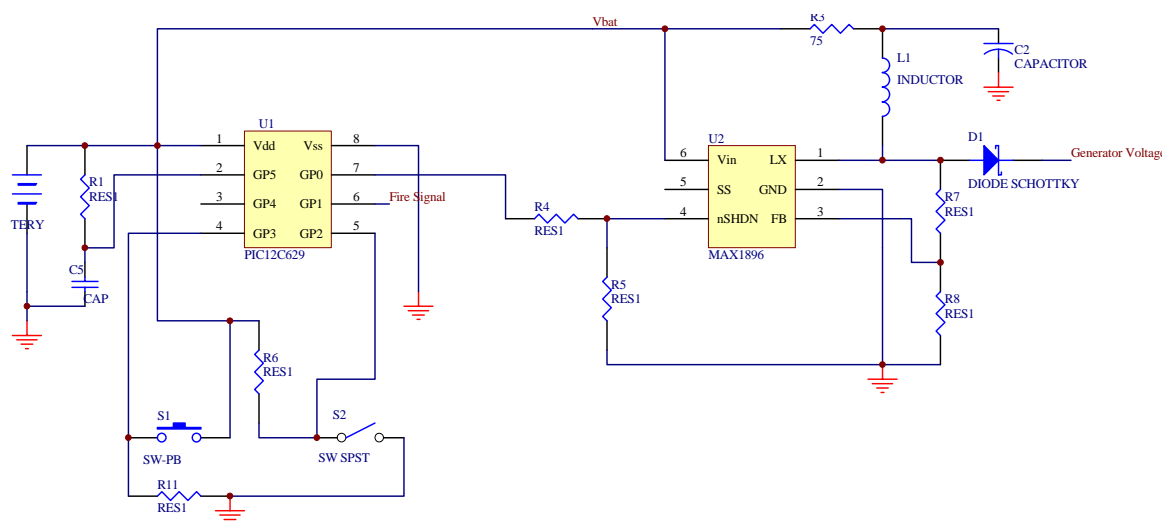 Vbat
R3
75
C2
CAPACITOR
L1
INDUCTOR
U1
1 Vdd Vss 8
2 GP5 GP0 7
3 GP4 GP1 6 Fire Signal
4 GP3 GP2 5
PIC12C629
R1
RES1
TERY
C5
CAP
U2
6 Vin LX 1
5 SS GND 2
4 nSHDN FB 3
MAX1896
D1
Generator Voltage
DIODE SCHOTTKY
R7
RES1
R4
RES1
R5
RES1
R8
RES1
R6
RES1
S1
SW-PB
S2
SW SPST
R11
RES1